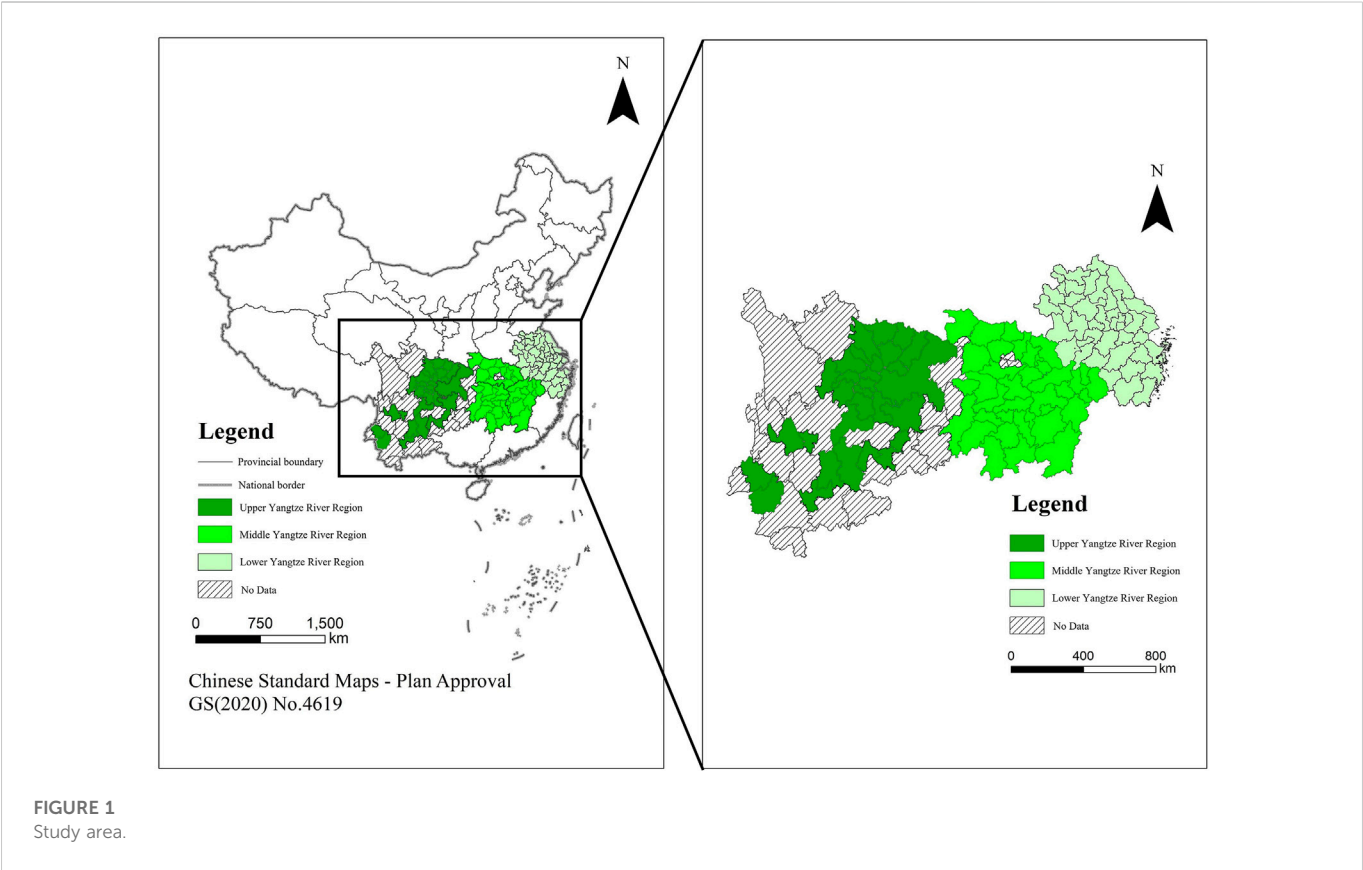 N
Legend
Provincial boundary
National border
Upper Yangtze River Region
Middle Yangtze River Region
Lower Yangtze River Region
No Data
0 750 1,500
km
Chinese Standard Maps - Plan Approval
GS(2020) No.4619
N
Legend
Upper Yangtze River Region
Middle Yangtze River Region
Lower Yangtze River Region
No Data
0 400 800
km
FIGURE 1
Study area.